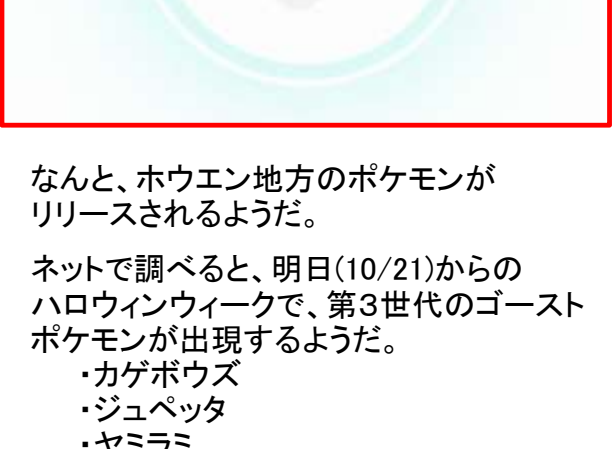 なんと、ホウエン地方のポケモンが
リリースされるようだ。
ネットで調べると、明日(10/21)からの
ハロウィンウィークで、第３世代のゴースト
ポケモンが出現するようだ。
・カゲボウズ
・ジュペッタ
・ヤミラミ